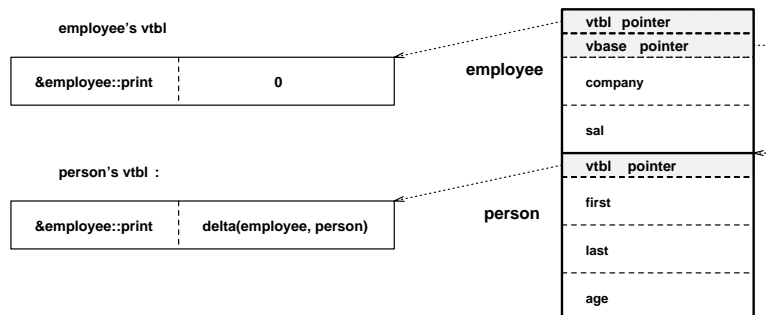 employee's vtbl
&employee::print 0
person's vtbl :
&employee::print delta(employee, person)
employee
person
vtbl pointer
vbase pointer
company
sal
vtbl pointer
first
last
age